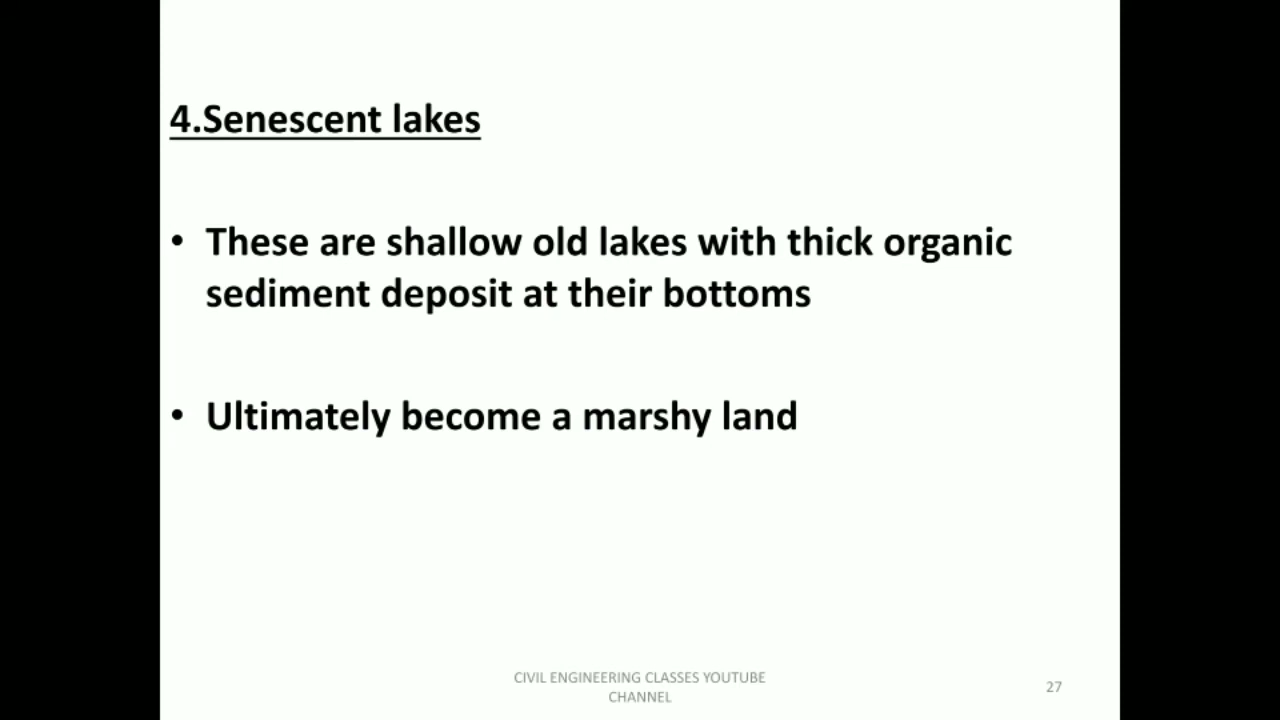 4.Senescent lakes
• These are shallow old lakes with thick organic
sediment deposit at their bottoms
• Ultimately become a marshy land
CIVIL ENGINEERING CLASSES YOUTUBE
CHANNEL
27